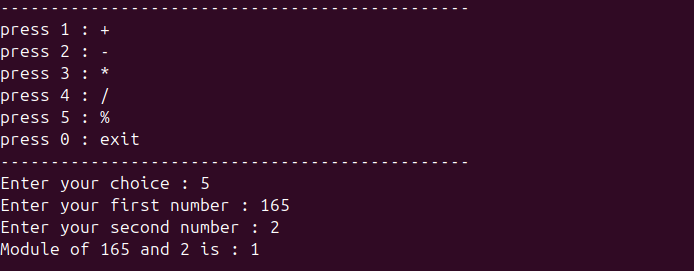 -----------------------------------------------
press 1 : +
press 2 : -
press 3 : *
press 4 : /
press 5 : %
press 0 : exit
-----------------------------------------------
Enter your choice : 5
Enter your first number : 165
Enter your second number : 2
Module of 165 and 2 is : 1